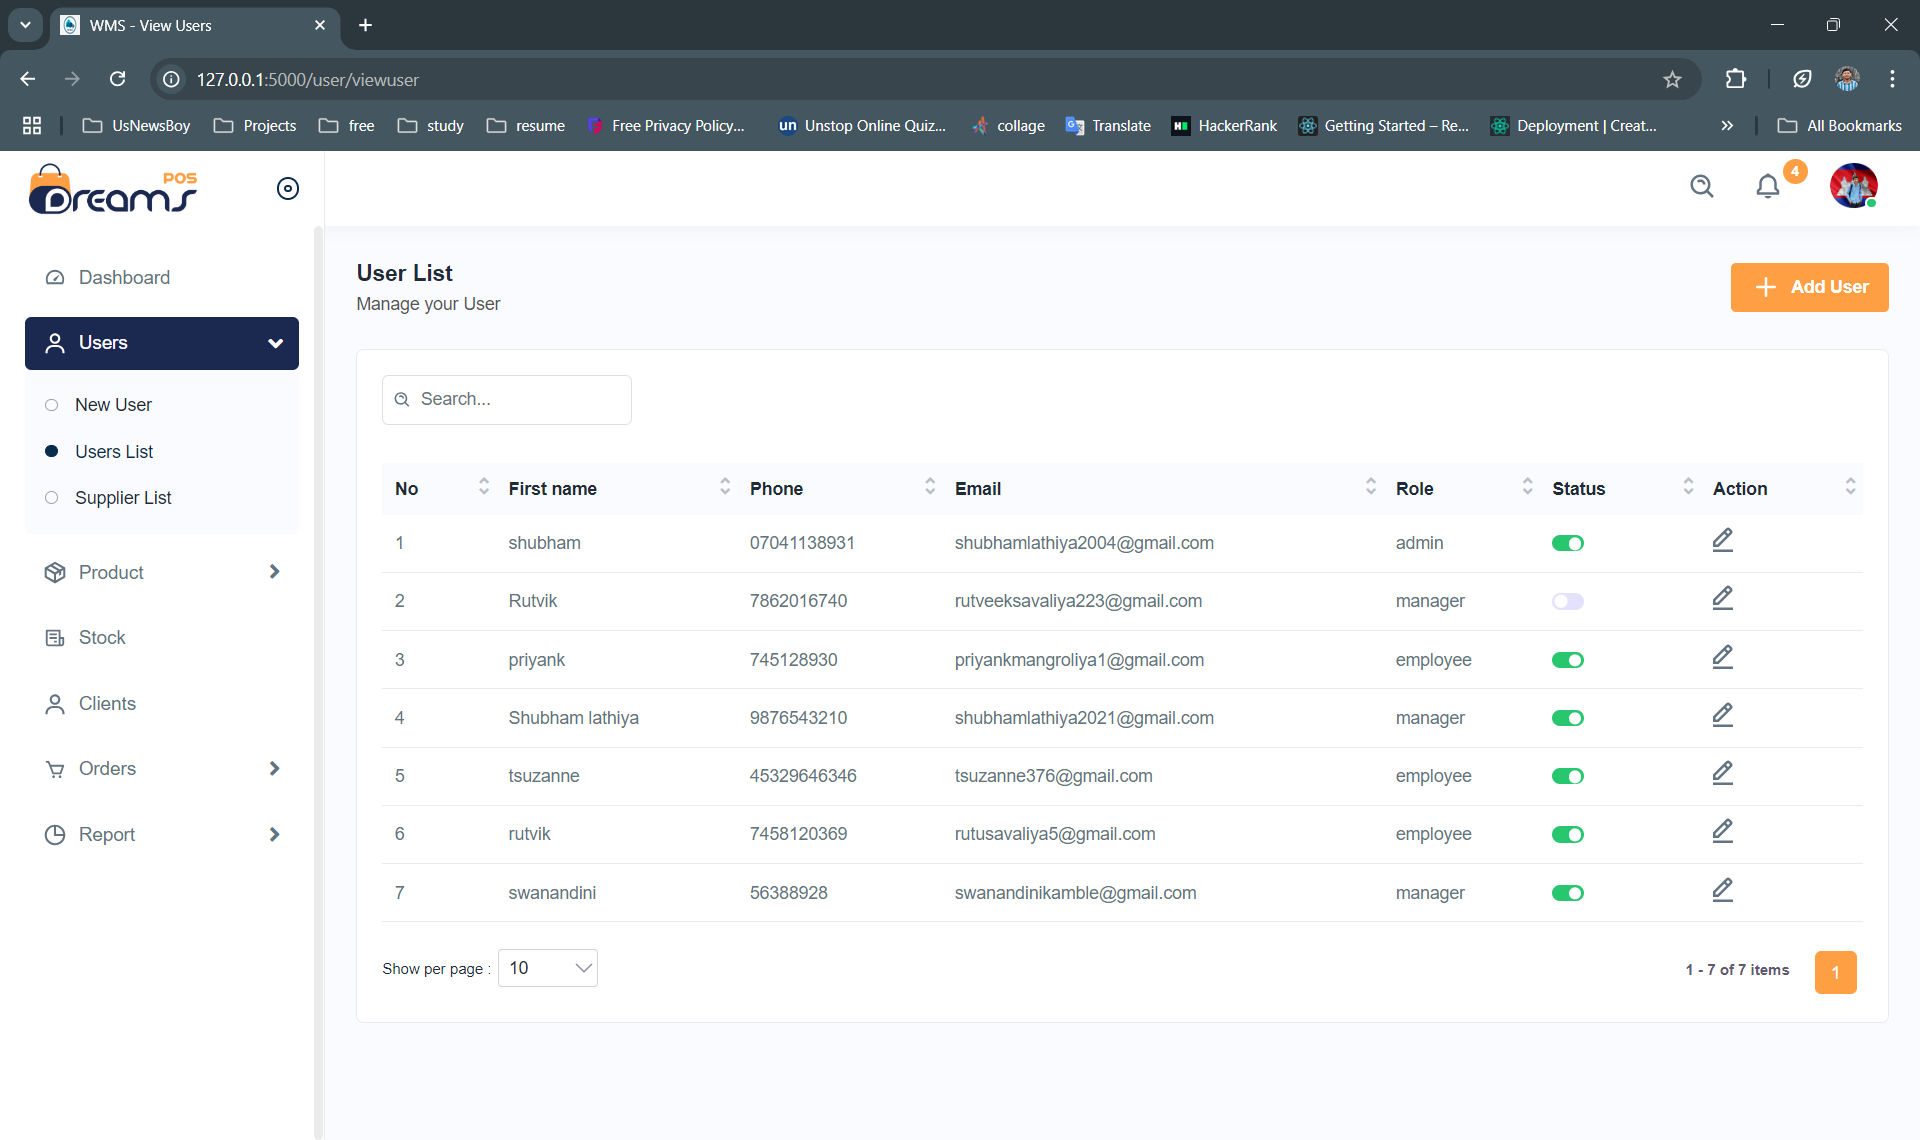 WMS - View Users
127.0.0.1:5000/user/viewuser
UsNewsBoy Projects free study resume Free Privacy Policy... un Unstop Online Quiz... collage Translate HackerRank Getting Started – Re... Deployment | Creat... All Bookmarks
POS
Dreams
4
Dashboard
Users
New User
Users List
Supplier List
Product
Stock
Clients
Orders
Report
User List
Manage your User
Add User
Search...
No First name Phone Email Role Status Action
1 shubham 07041138931 shubhamlathiya2004@gmail.com admin
2 Rutvik 7862016740 rutveeksavaliya223@gmail.com manager
3 priyank 745128930 priyankmangroliya1@gmail.com employee
4 Shubham lathiya 9876543210 shubhamlathiya2021@gmail.com manager
5 tsuzanne 45329646346 tsuzanne376@gmail.com employee
6 rutvik 7458120369 rutusavaliya5@gmail.com employee
7 swanandini 56388928 swanandinikamble@gmail.com manager
Show per page : 10
1 - 7 of 7 items 1